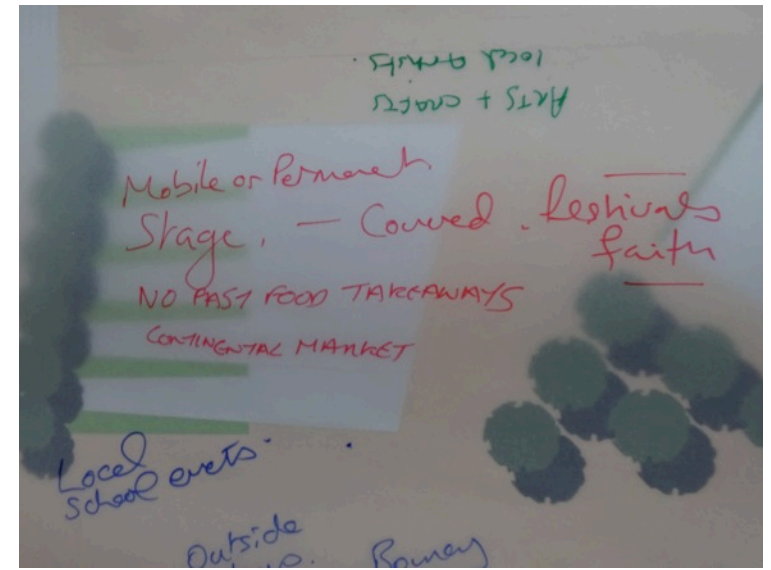 ARTS + CRAFTS
local artists
Mobile or Permanent
Stage, — Covered. festivals
faith
NO FAST FOOD TAKEAWAYS
CONTINENTAL MARKET
Local
School events
Outside